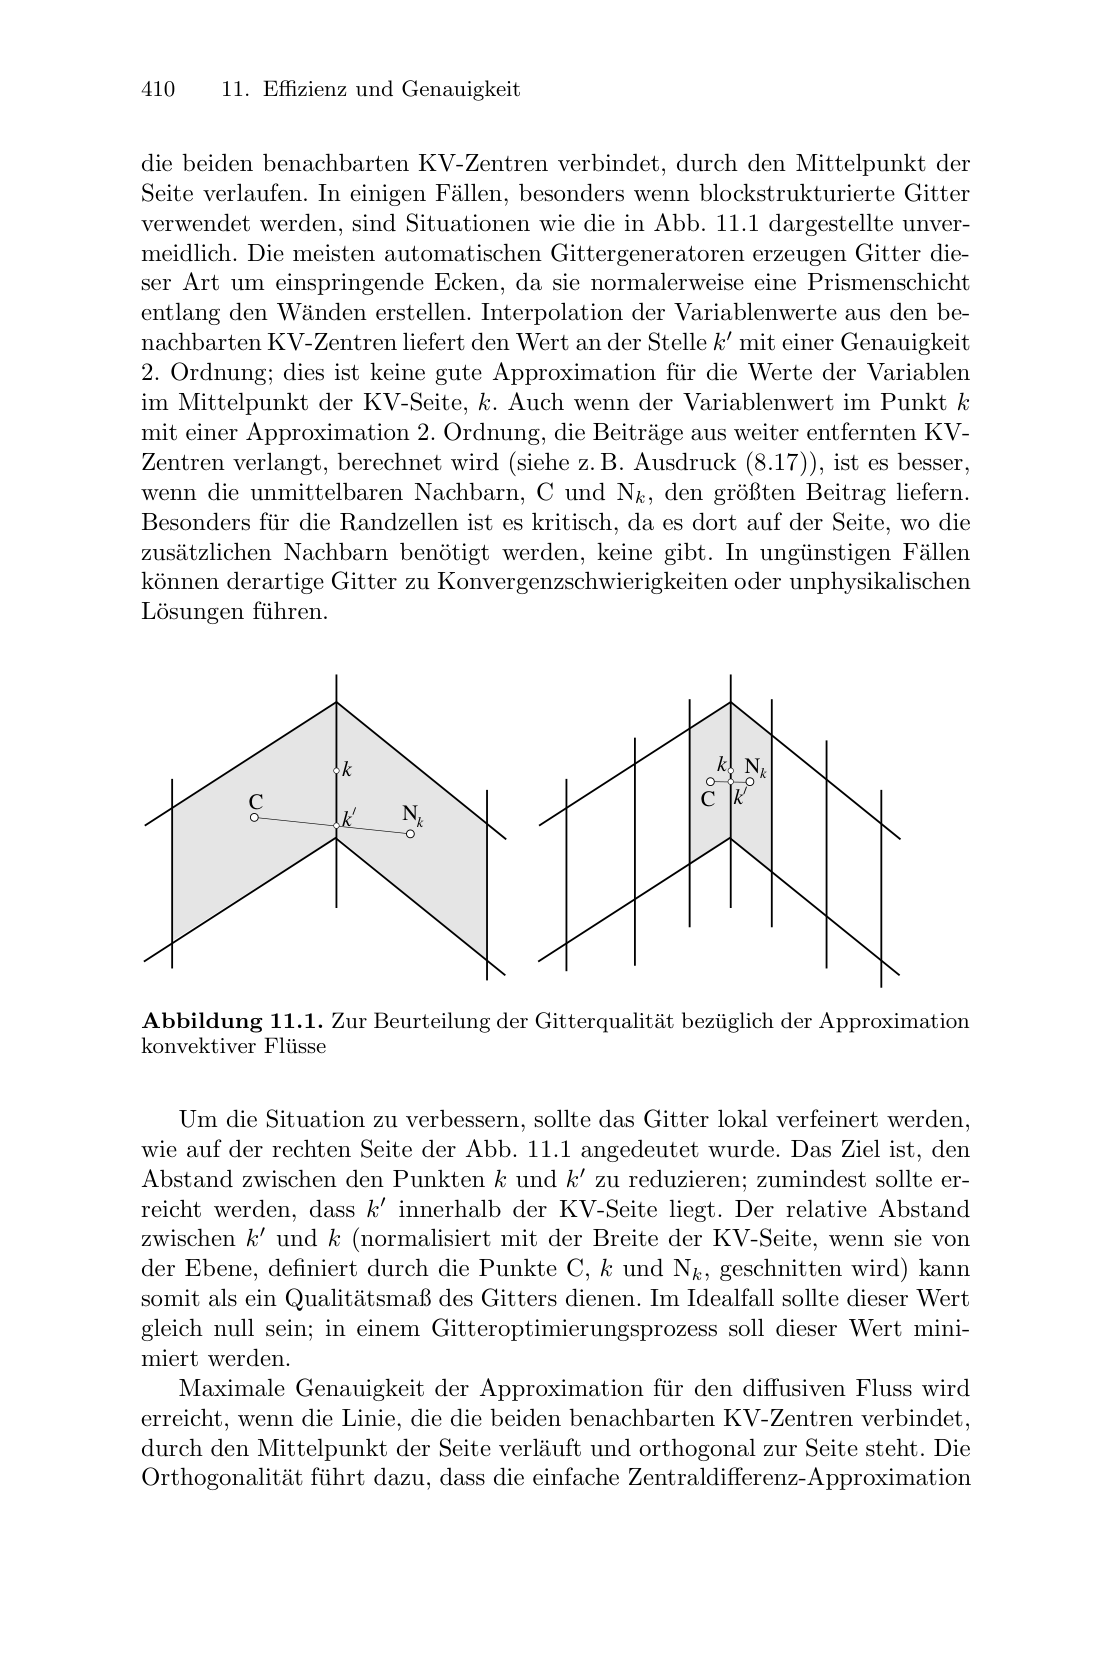 410 11. Effizienz und Genauigkeit
die beiden benachbarten KV-Zentren verbindet, durch den Mittelpunkt der
Seite verlaufen. In einigen Fällen, besonders wenn blockstrukturierte Gitter
verwendet werden, sind Situationen wie die in Abb. 11.1 dargestellte unver-
meidlich. Die meisten automatischen Gittergeneratoren erzeugen Gitter die-
ser Art um einspringende Ecken, da sie normalerweise eine Prismenschicht
entlang den Wänden erstellen. Interpolation der Variablenwerte aus den be-
nachbarten KV-Zentren liefert den Wert an der Stelle k′ mit einer Genauigkeit
2. Ordnung; dies ist keine gute Approximation für die Werte der Variablen
im Mittelpunkt der KV-Seite, k. Auch wenn der Variablenwert im Punkt k
mit einer Approximation 2. Ordnung, die Beiträge aus weiter entfernten KV-
Zentren verlangt, berechnet wird (siehe z. B. Ausdruck (8.17)), ist es besser,
wenn die unmittelbaren Nachbarn, C und Nₖ, den größten Beitrag liefern.
Besonders für die Randzellen ist es kritisch, da es dort auf der Seite, wo die
zusätzlichen Nachbarn benötigt werden, keine gibt. In ungünstigen Fällen
können derartige Gitter zu Konvergenzschwierigkeiten oder unphysikalischen
Lösungen führen.
k
C
k′
Nₖ
k
Nₖ
C
k′
Abbildung 11.1. Zur Beurteilung der Gitterqualität bezüglich der Approximation
konvektiver Flüsse
Um die Situation zu verbessern, sollte das Gitter lokal verfeinert werden,
wie auf der rechten Seite der Abb. 11.1 angedeutet wurde. Das Ziel ist, den
Abstand zwischen den Punkten k und k′ zu reduzieren; zumindest sollte er-
reicht werden, dass k′ innerhalb der KV-Seite liegt. Der relative Abstand
zwischen k′ und k (normalisiert mit der Breite der KV-Seite, wenn sie von
der Ebene, definiert durch die Punkte C, k und Nₖ, geschnitten wird) kann
somit als ein Qualitätsmaß des Gitters dienen. Im Idealfall sollte dieser Wert
gleich null sein; in einem Gitteroptimierungsprozess soll dieser Wert mini-
miert werden.
Maximale Genauigkeit der Approximation für den diffusiven Fluss wird
erreicht, wenn die Linie, die die beiden benachbarten KV-Zentren verbindet,
durch den Mittelpunkt der Seite verläuft und orthogonal zur Seite steht. Die
Orthogonalität führt dazu, dass die einfache Zentraldifferenz-Approximation